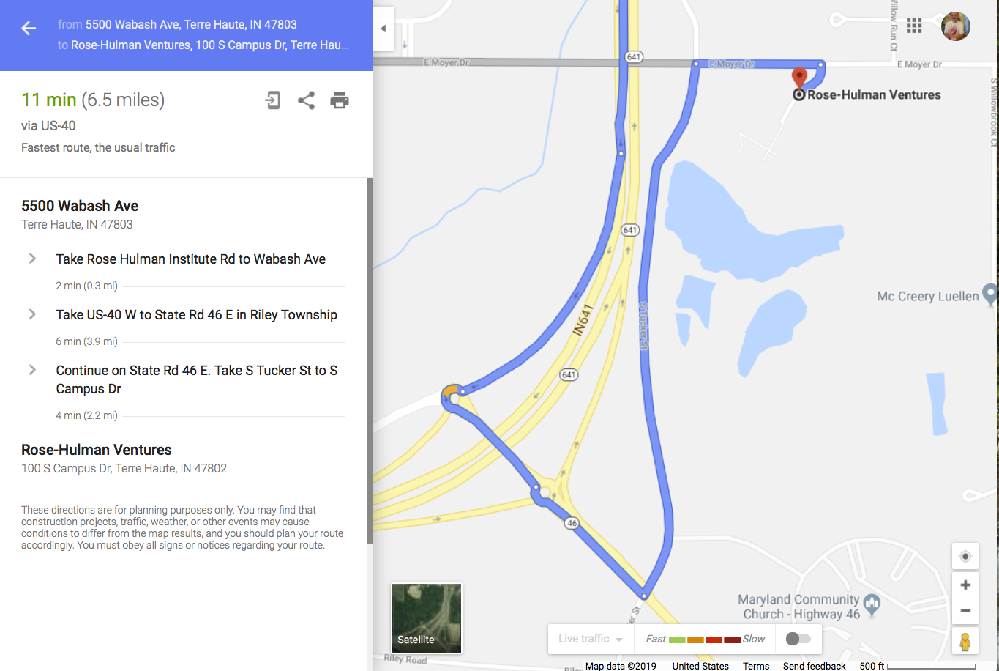 from 5500 Wabash Ave, Terre Haute, IN 47803
to Rose-Hulman Ventures, 100 S Campus Dr, Terre Hau...
11 min (6.5 miles)
via US-40
Fastest route, the usual traffic
5500 Wabash Ave
Terre Haute, IN 47803
Take Rose Hulman Institute Rd to Wabash Ave
2 min (0.3 mi)
Take US-40 W to State Rd 46 E in Riley Township
6 min (3.9 mi)
Continue on State Rd 46 E. Take S Tucker St to S
Campus Dr
4 min (2.2 mi)
Rose-Hulman Ventures
100 S Campus Dr, Terre Haute, IN 47802
These directions are for planning purposes only. You may find that
construction projects, traffic, weather, or other events may cause
conditions to differ from the map results, and you should plan your route
accordingly. You must obey all signs or notices regarding your route.
Willow Run Ct
641
E Moyer Dr
E Moyer Dr
E Moyer Dr
Rose-Hulman Ventures
S Willowbrook Ct
641
Mc Creery Luellen
S Tucker St
IN641
641
46
Maryland Community
Church - Highway 46
er St
Satellite
Live traffic
Fast
Slow
Riley Road
Map data ©2019
United States
Terms
Send feedback
500 ft